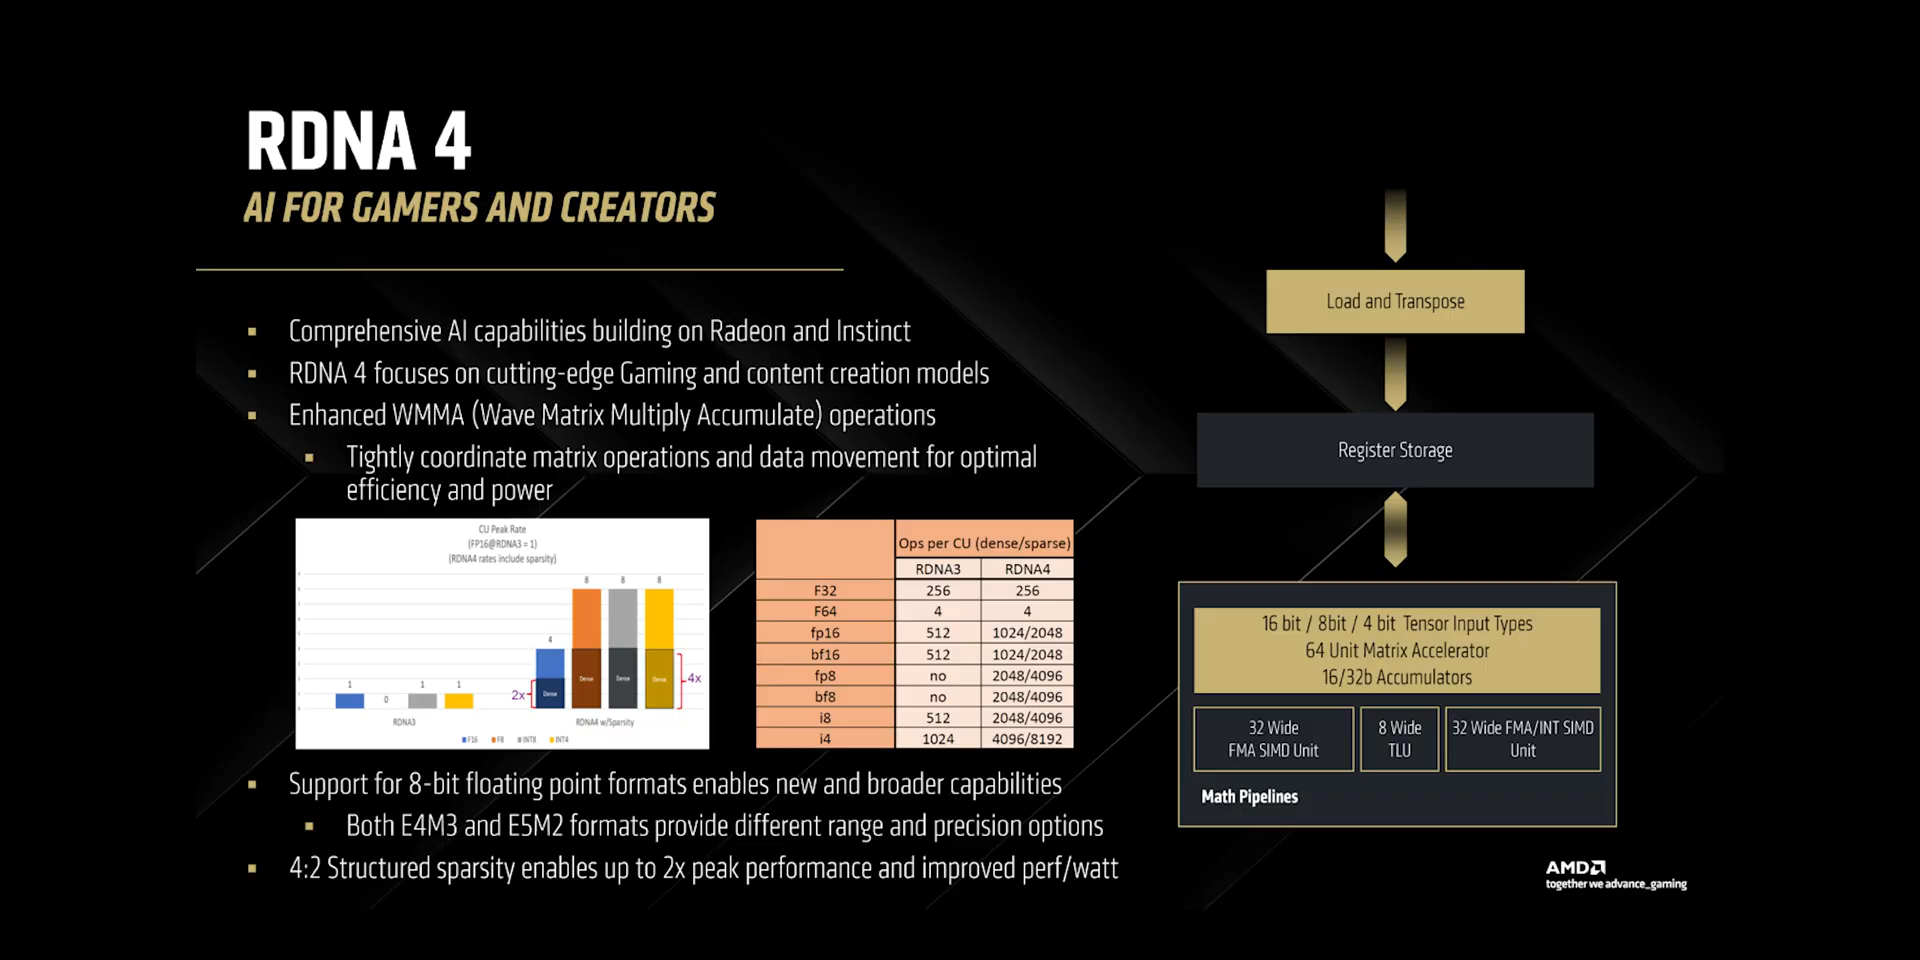 RDNA 4
AI FOR GAMERS AND CREATORS
Comprehensive AI capabilities building on Radeon and Instinct
RDNA 4 focuses on cutting-edge Gaming and content creation models
Enhanced WMMA (Wave Matrix Multiply Accumulate) operations
Tightly coordinate matrix operations and data movement for optimal
efficiency and power
CU Peak Rate
(FP16@RDNA3 = 1)
(RDNA4 rates include sparsity)
8 8 8
4
1 0 1 1
2x Dense Dense Dense Dense 4x
RDNA3 RDNA4 w/Sparsity
F16 F8 INT8 INT4
Ops per CU (dense/sparse)
RDNA3 RDNA4
F32 256 256
F64 4 4
fp16 512 1024/2048
bf16 512 1024/2048
fp8 no 2048/4096
bf8 no 2048/4096
i8 512 2048/4096
i4 1024 4096/8192
Support for 8-bit floating point formats enables new and broader capabilities
Both E4M3 and E5M2 formats provide different range and precision options
4:2 Structured sparsity enables up to 2x peak performance and improved perf/watt
Load and Transpose
Register Storage
16 bit / 8bit / 4 bit Tensor Input Types
64 Unit Matrix Accelerator
16/32b Accumulators
32 Wide
FMA SIMD Unit
8 Wide
TLU
32 Wide FMA/INT SIMD
Unit
Math Pipelines
AMD
together we advance_gaming